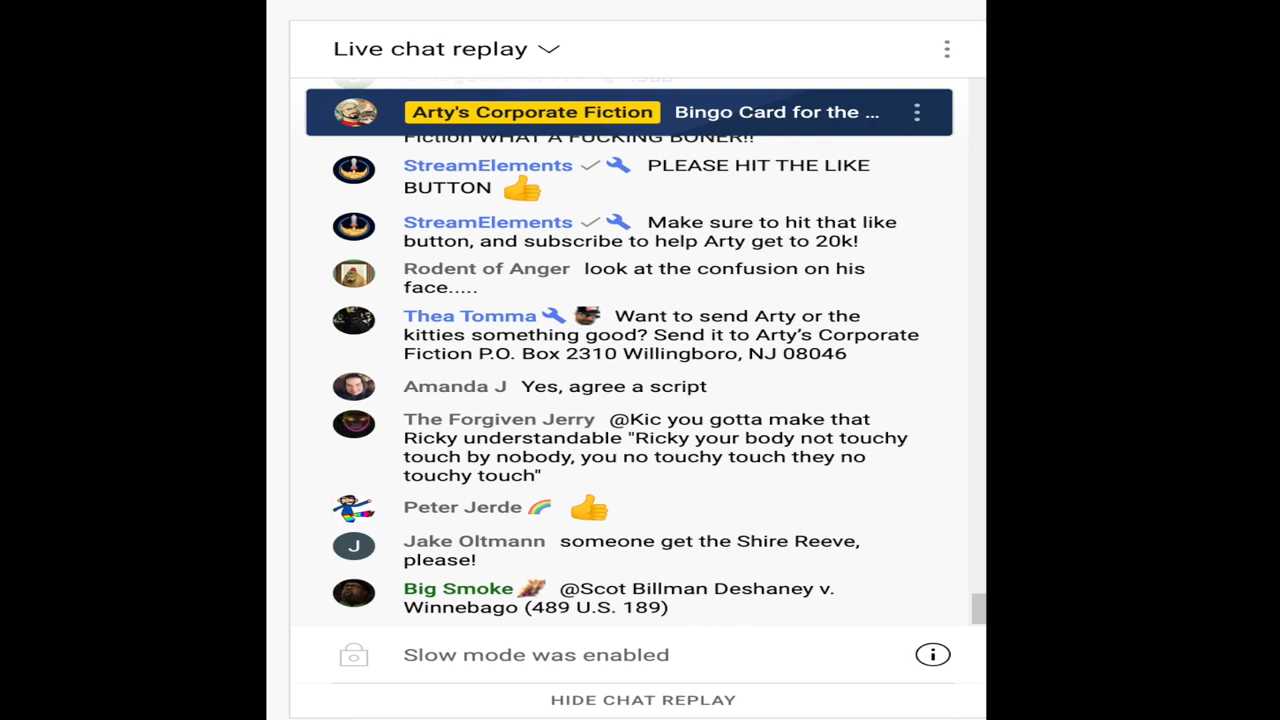 Live chat replay
Arty's Corporate Fiction Bingo Card for the ...
Fiction WHAT A FUCKING BONER!!
StreamElements PLEASE HIT THE LIKE
BUTTON
StreamElements Make sure to hit that like
button, and subscribe to help Arty get to 20k!
Rodent of Anger look at the confusion on his
face.....
Thea Tomma Want to send Arty or the
kitties something good? Send it to Arty’s Corporate
Fiction P.O. Box 2310 Willingboro, NJ 08046
Amanda J Yes, agree a script
The Forgiven Jerry @Kic you gotta make that
Ricky understandable "Ricky your body not touchy
touch by nobody, you no touchy touch they no
touchy touch"
Peter Jerde
J Jake Oltmann someone get the Shire Reeve,
please!
Big Smoke @Scot Billman Deshaney v.
Winnebago (489 U.S. 189)
Slow mode was enabled
HIDE CHAT REPLAY